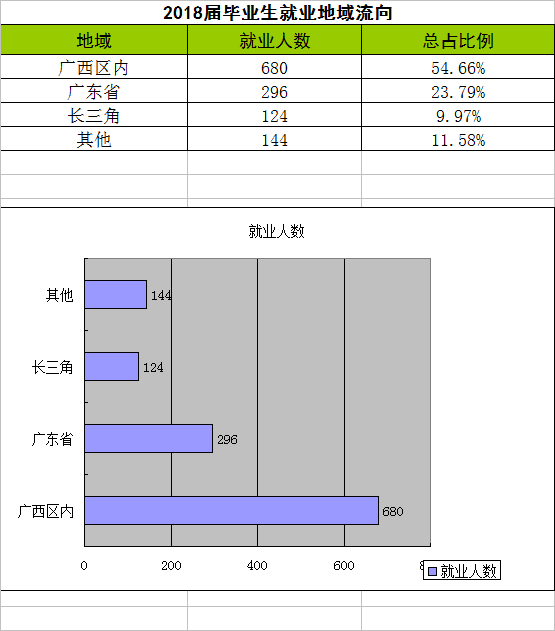 2018届毕业生就业地域流向
地域 就业人数 总占比例
广西区内 680 54.66%
广东省 296 23.79%
长三角 124 9.97%
其他 144 11.58%
就业人数
其他 144
长三角 124
广东省 296
广西区内 680
0 200 400 600
就业人数